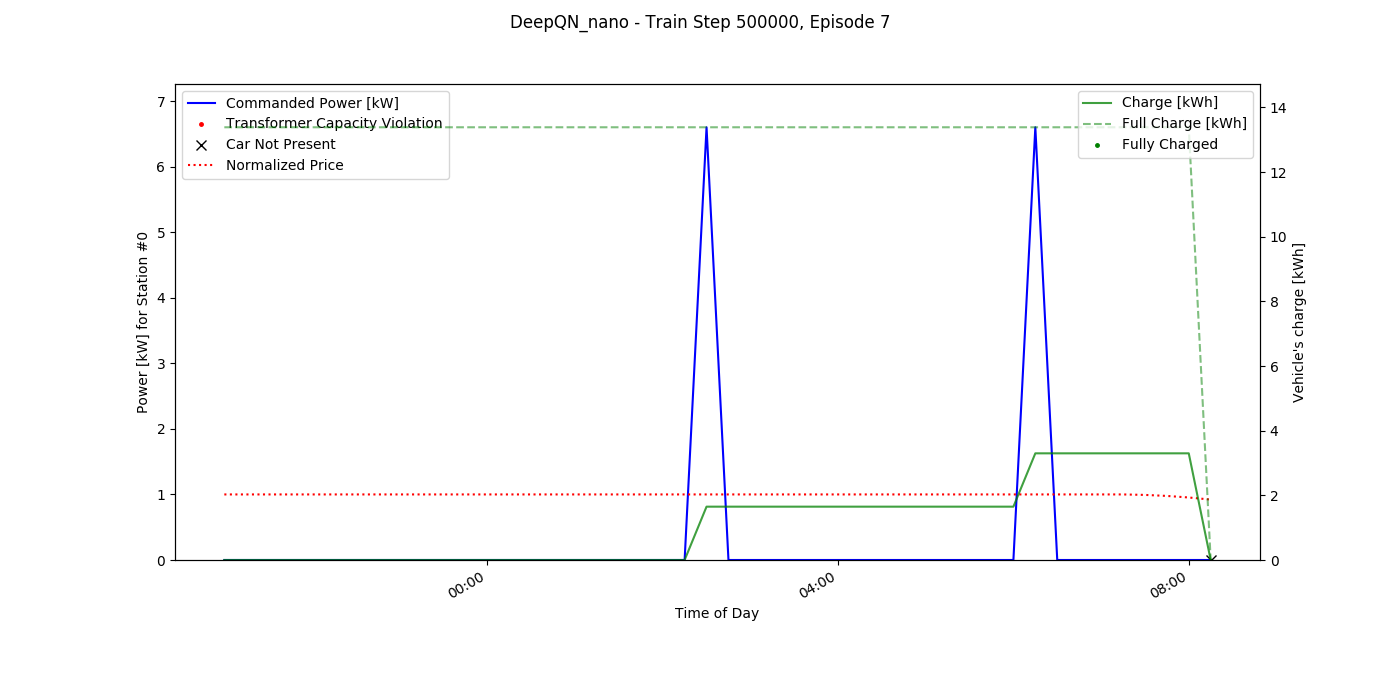 DeepQN_nano - Train Step 500000, Episode 7
Commanded Power [kW]
Transformer Capacity Violation
Car Not Present
Normalized Price
Charge [kWh]
Full Charge [kWh]
Fully Charged
7
6
5
4
3
2
1
0
Power [kW] for Station #0
14
12
10
8
6
4
2
0
Vehicle's charge [kWh]
00:00
04:00
08:00
Time of Day